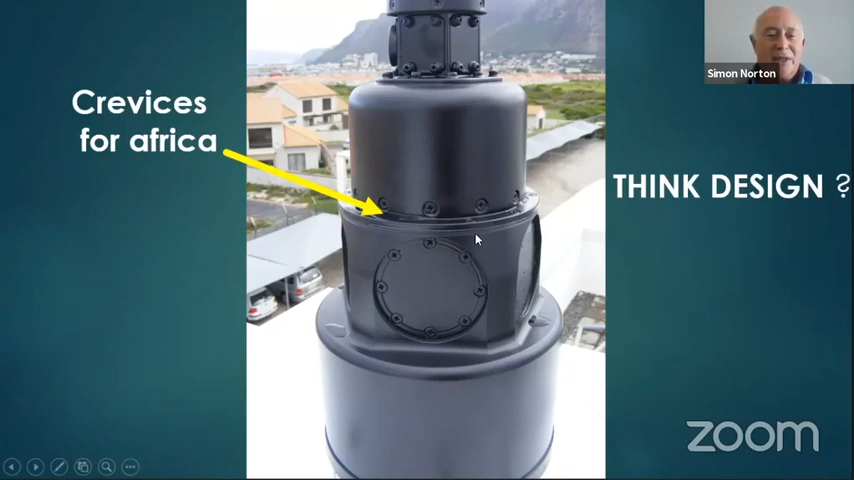 Simon Norton
Crevices
for africa
THINK DESIGN ?
zoom